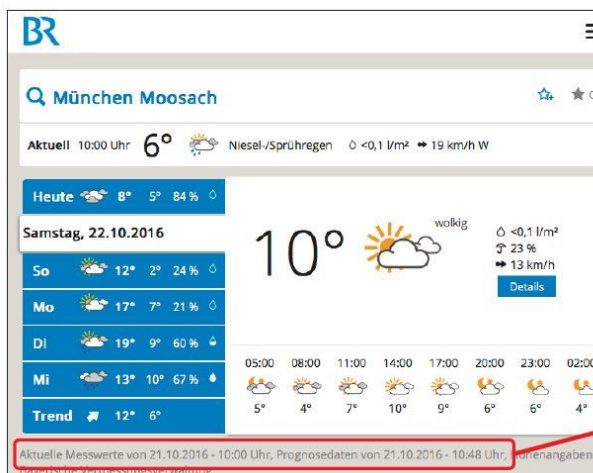 BR
München Moosach
Aktuell 10:00 Uhr 6° Niesel-/Sprühregen <0,1 l/m² 19 km/h W
Heute 8° 5° 84 %
Samstag, 22.10.2016
So 12° 2° 24 %
Mo 17° 7° 21 %
Di 19° 9° 60 %
Mi 13° 10° 67 %
Trend 12° 6°
10° wolkig
<0,1 l/m²
23 %
13 km/h
Details
05:00 08:00 11:00 14:00 17:00 20:00 23:00 02:00
5° 4° 7° 10° 9° 6° 6° 4°
Aktuelle Messwerte von 21.10.2016 - 10:00 Uhr, Prognosedaten von 21.10.2016 - 10:48 Uhr, Höhenangaben
Bayerische Vermessungsverwaltung